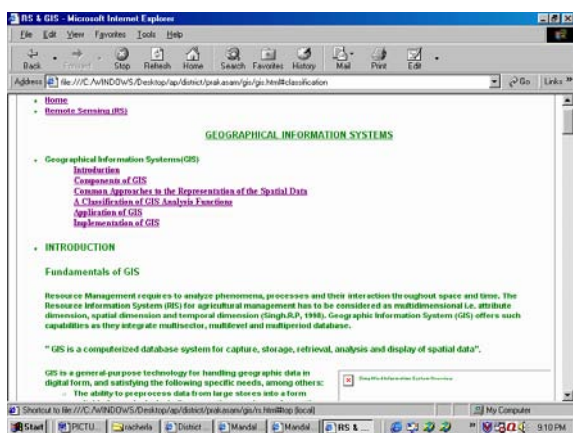 RS & GIS - Microsoft Internet Explorer
File Edit View Favorites Tools Help
Back Forward Stop Refresh Home Search Favorites History Mail Print Edit
Address file:///C:/WINDOWS/Desktop/ap/district/prakasam/gis/gis.html#classification Go Links »
Home
Remote Sensing (RS)
GEOGRAPHICAL INFORMATION SYSTEMS
Geographical Information Systems(GIS)
Introduction
Components of GIS
Common Approaches to the Representation of the Spatial Data
A Classification of GIS Analysis Functions
Application of GIS
Implementation of GIS
INTRODUCTION
Fundamentals of GIS
Resource Management requires to analyze phenomena, processes and their interaction throughout space and time. The
Resource Information System (RIS) for agricultural management has to be considered as multidimensional i.e. attribute
dimension, spatial dimension and temporal dimension (Singh.R.P, 1998). Geographic Information System (GIS) offers such
capabilities as they integrate multisector, multilevel and multiperiod database.
" GIS is a computerized database system for capture, storage, retrieval, analysis and display of spatial data".
GIS is a general-purpose technology for handling geographic data in
digital form, and satisfying the following specific needs, among others:
The ability to preprocess data from large stores into a form
Shortcut to file:///C:/WINDOWS/Desktop/ap/district/prakasam/gis/rs.html#top (local) My Computer
Start PICTU... racherla District ... Mandal... Mandal... RS & ... 9:10 PM